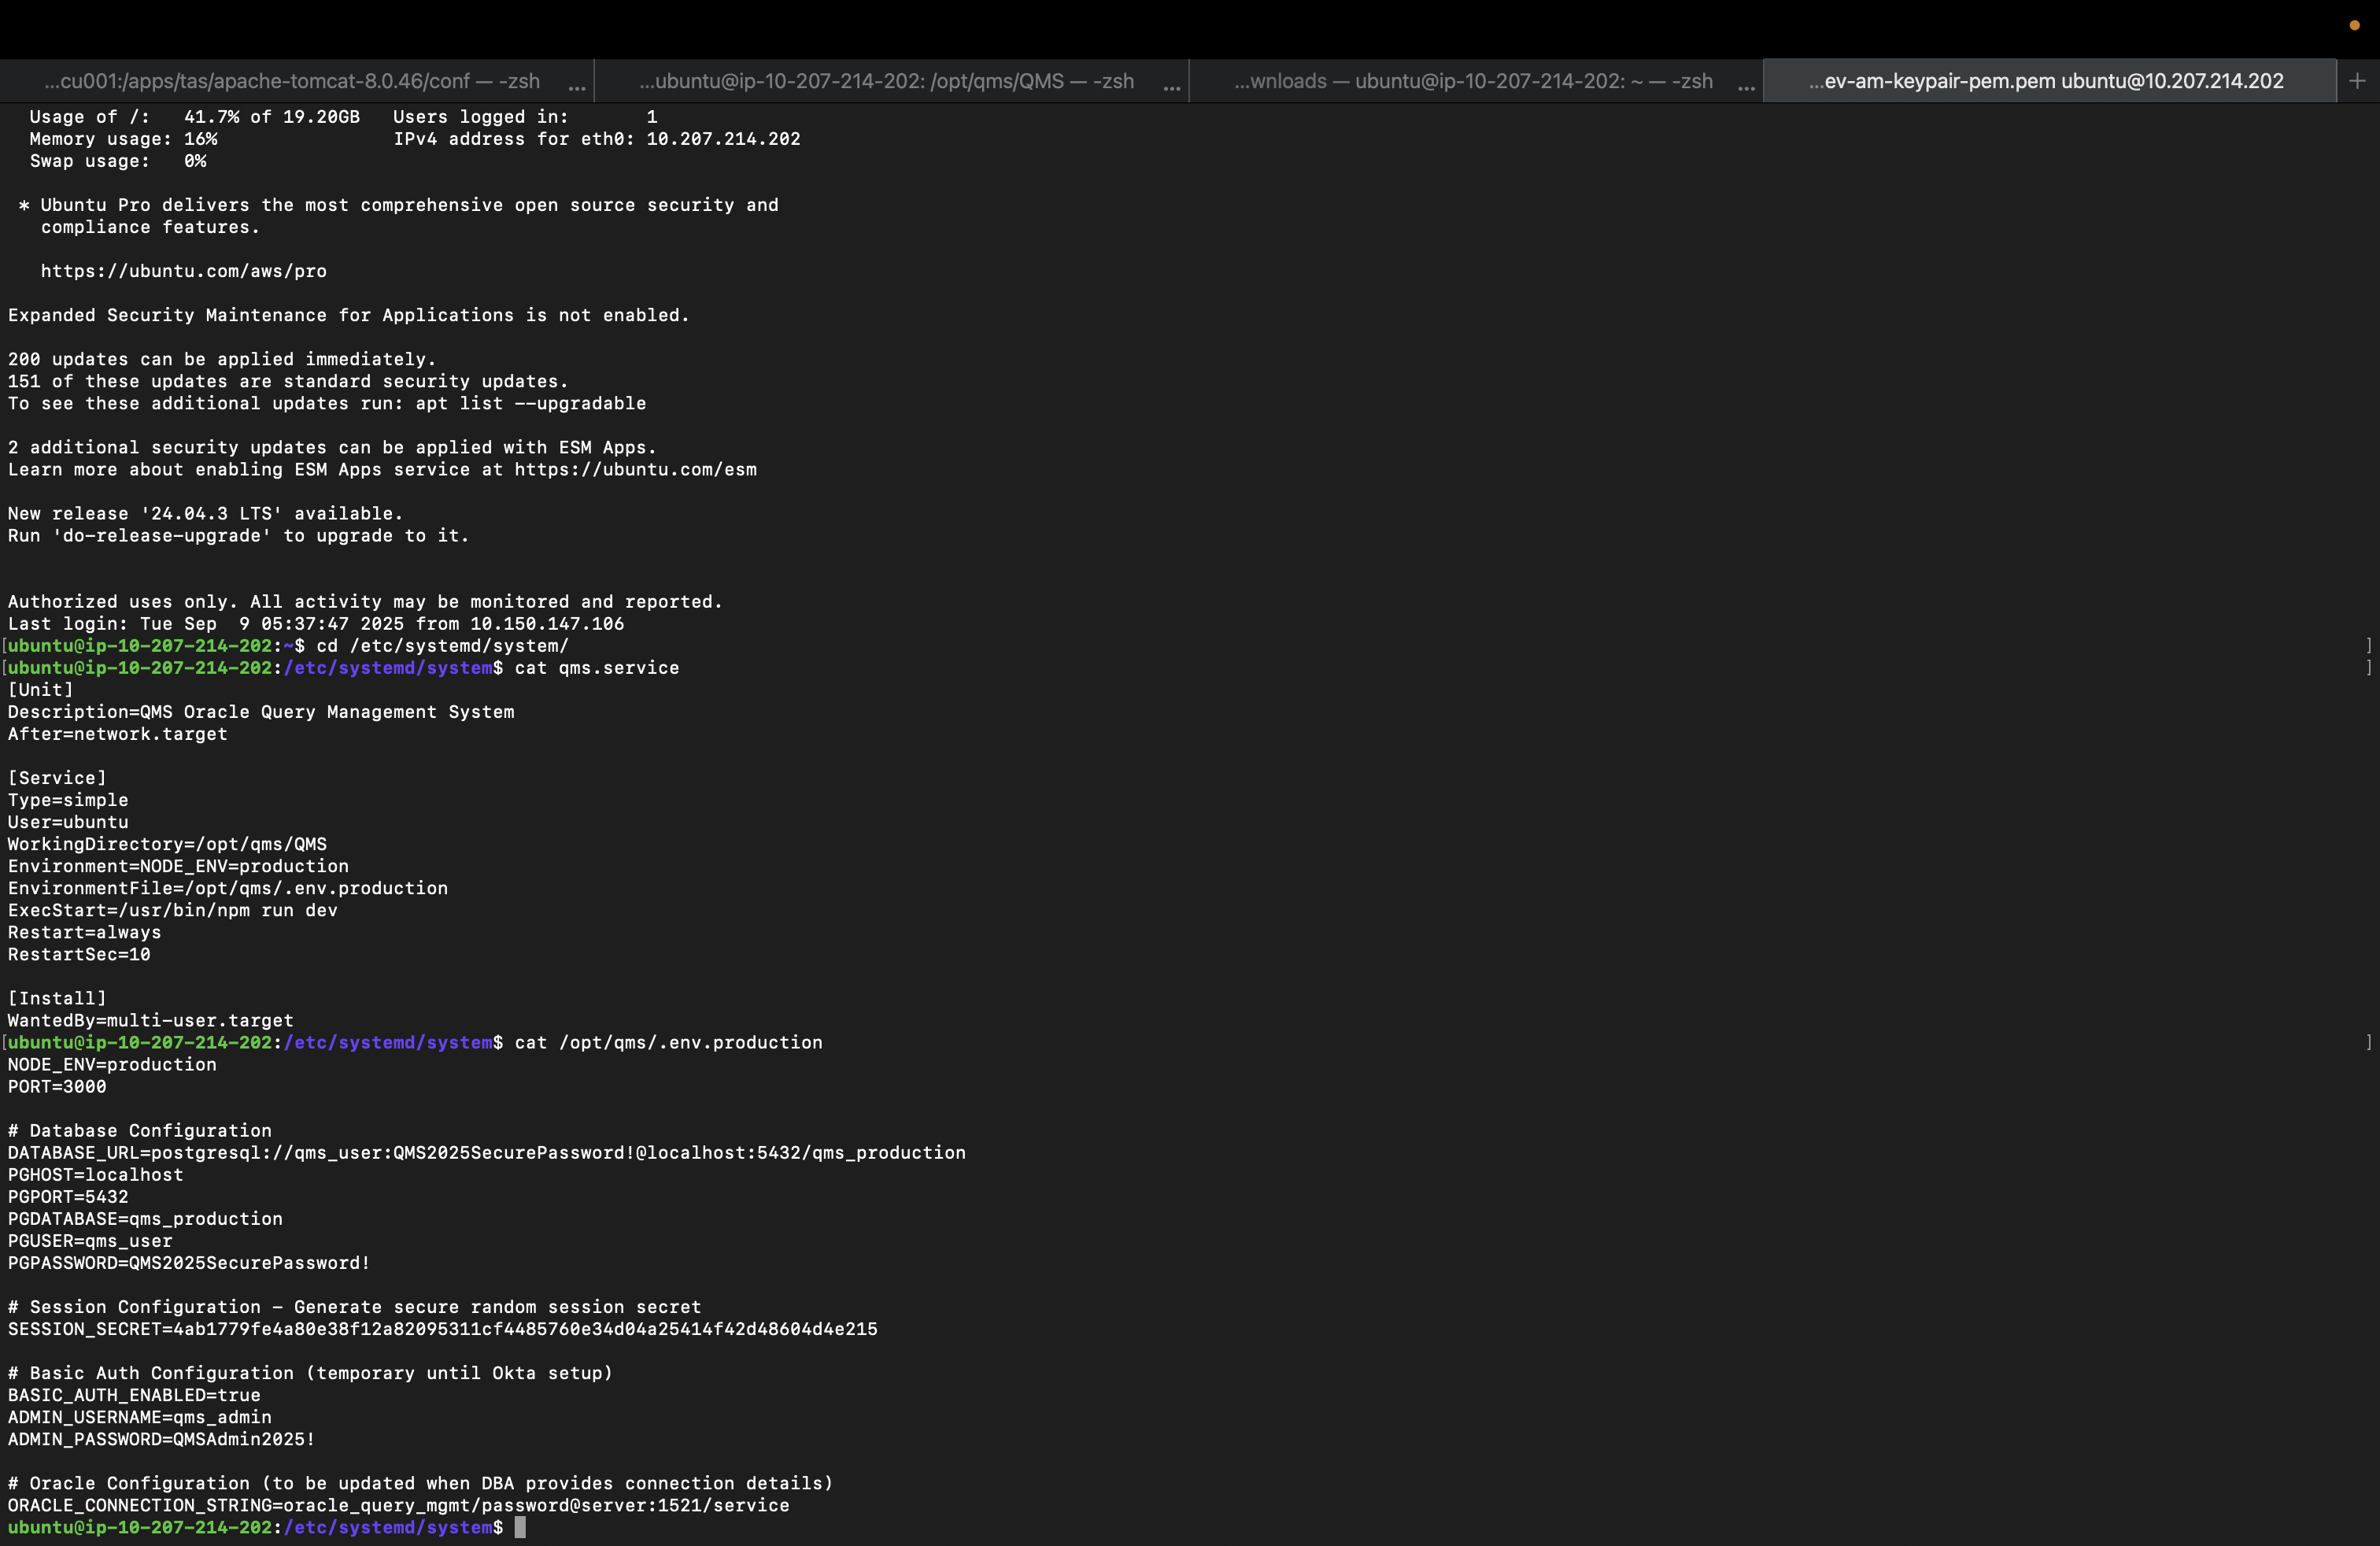 ...cu001:/apps/tas/apache-tomcat-8.0.46/conf — -zsh ... ...ubuntu@ip-10-207-214-202: /opt/qms/QMS — -zsh ... ...wnloads — ubuntu@ip-10-207-214-202: ~ — -zsh ... ...ev-am-keypair-pem.pem ubuntu@10.207.214.202 +
Usage of /:   41.7% of 19.20GB   Users logged in:       1
Memory usage: 16%                IPv4 address for eth0: 10.207.214.202
Swap usage:   0%
* Ubuntu Pro delivers the most comprehensive open source security and
compliance features.
https://ubuntu.com/aws/pro
Expanded Security Maintenance for Applications is not enabled.
200 updates can be applied immediately.
151 of these updates are standard security updates.
To see these additional updates run: apt list --upgradable
2 additional security updates can be applied with ESM Apps.
Learn more about enabling ESM Apps service at https://ubuntu.com/esm
New release '24.04.3 LTS' available.
Run 'do-release-upgrade' to upgrade to it.
Authorized uses only. All activity may be monitored and reported.
Last login: Tue Sep  9 05:37:47 2025 from 10.150.147.106
[ubuntu@ip-10-207-214-202:~$ cd /etc/systemd/system/ ]
[ubuntu@ip-10-207-214-202:/etc/systemd/system$ cat qms.service ]
[Unit]
Description=QMS Oracle Query Management System
After=network.target
[Service]
Type=simple
User=ubuntu
WorkingDirectory=/opt/qms/QMS
Environment=NODE_ENV=production
EnvironmentFile=/opt/qms/.env.production
ExecStart=/usr/bin/npm run dev
Restart=always
RestartSec=10
[Install]
WantedBy=multi-user.target
[ubuntu@ip-10-207-214-202:/etc/systemd/system$ cat /opt/qms/.env.production ]
NODE_ENV=production
PORT=3000
# Database Configuration
DATABASE_URL=postgresql://qms_user:QMS2025SecurePassword!@localhost:5432/qms_production
PGHOST=localhost
PGPORT=5432
PGDATABASE=qms_production
PGUSER=qms_user
PGPASSWORD=QMS2025SecurePassword!
# Session Configuration - Generate secure random session secret
SESSION_SECRET=4ab1779fe4a80e38f12a82095311cf4485760e34d04a25414f42d48604d4e215
# Basic Auth Configuration (temporary until Okta setup)
BASIC_AUTH_ENABLED=true
ADMIN_USERNAME=qms_admin
ADMIN_PASSWORD=QMSAdmin2025!
# Oracle Configuration (to be updated when DBA provides connection details)
ORACLE_CONNECTION_STRING=oracle_query_mgmt/password@server:1521/service
ubuntu@ip-10-207-214-202:/etc/systemd/system$